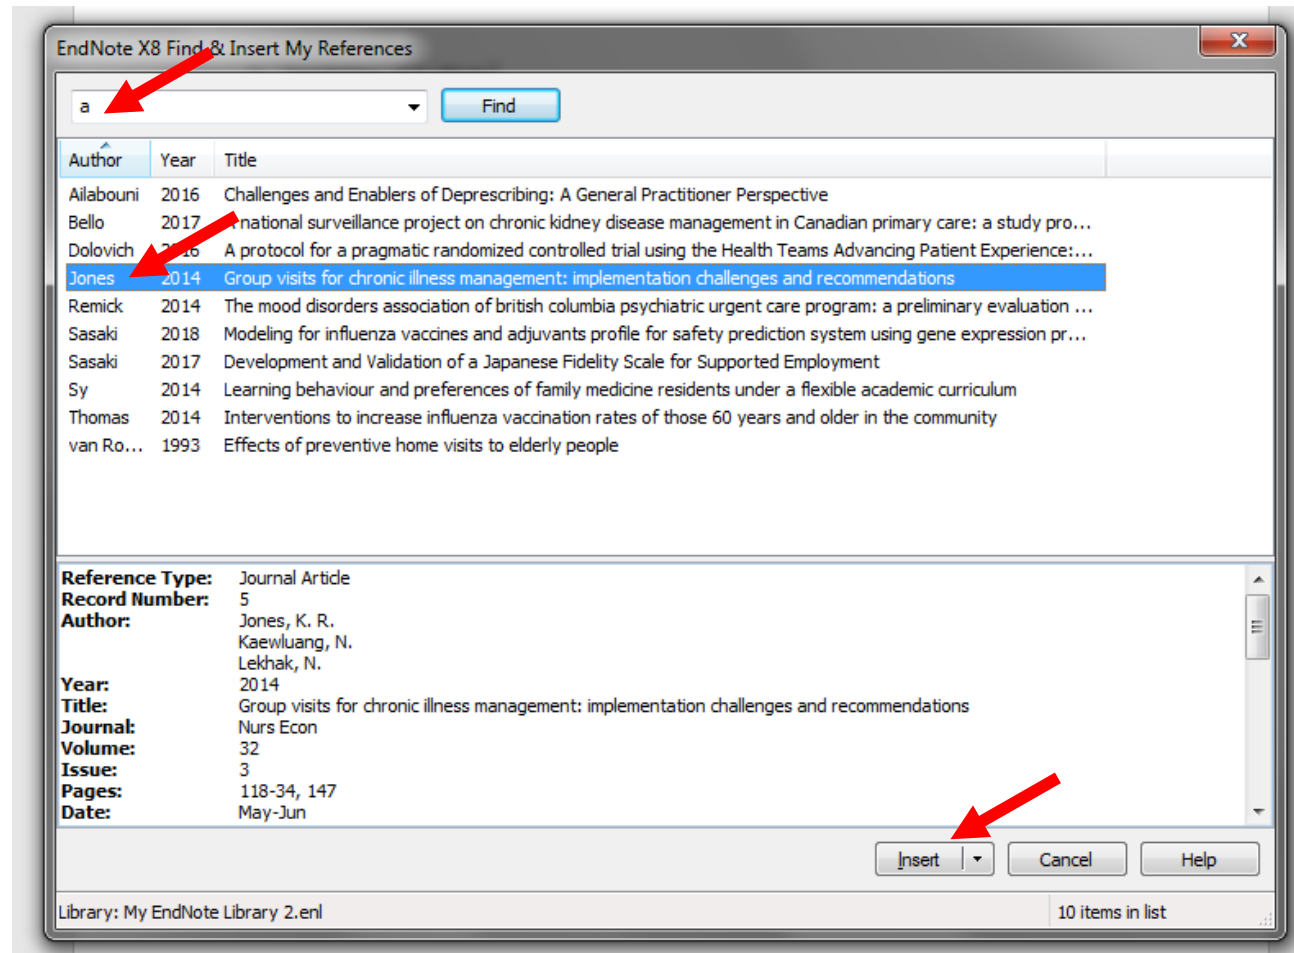 EndNote X8 Find & Insert My References
a Find
Author Year Title
Ailabouni 2016 Challenges and Enablers of Deprescribing: A General Practitioner Perspective
Bello 2017 national surveillance project on chronic kidney disease management in Canadian primary care: a study pro...
Dolovich A protocol for a pragmatic randomized controlled trial using the Health Teams Advancing Patient Experience:...
Jones 2014 Group visits for chronic illness management: implementation challenges and recommendations
Remick 2014 The mood disorders association of british columbia psychiatric urgent care program: a preliminary evaluation ...
Sasaki 2018 Modeling for influenza vaccines and adjuvants profile for safety prediction system using gene expression pr...
Sasaki 2017 Development and Validation of a Japanese Fidelity Scale for Supported Employment
Sy 2014 Learning behaviour and preferences of family medicine residents under a flexible academic curriculum
Thomas 2014 Interventions to increase influenza vaccination rates of those 60 years and older in the community
van Ro... 1993 Effects of preventive home visits to elderly people
Reference Type: Journal Article
Record Number: 5
Author: Jones, K. R.
Kaewluang, N.
Lekhak, N.
Year: 2014
Title: Group visits for chronic illness management: implementation challenges and recommendations
Journal: Nurs Econ
Volume: 32
Issue: 3
Pages: 118-34, 147
Date: May-Jun
Insert Cancel Help
Library: My EndNote Library 2.enl 10 items in list